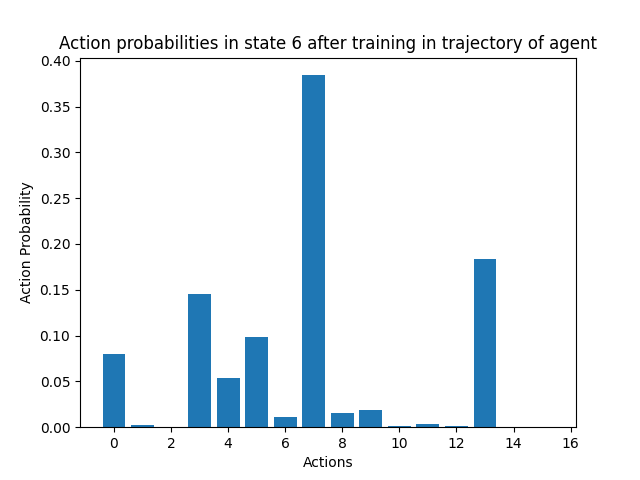 Action probabilities in state 6 after training in trajectory of agent
0.40
0.35
0.30
0.25
0.20
0.15
0.10
0.05
0.00
Action Probability
0 2 4 6 8 10 12 14 16
Actions